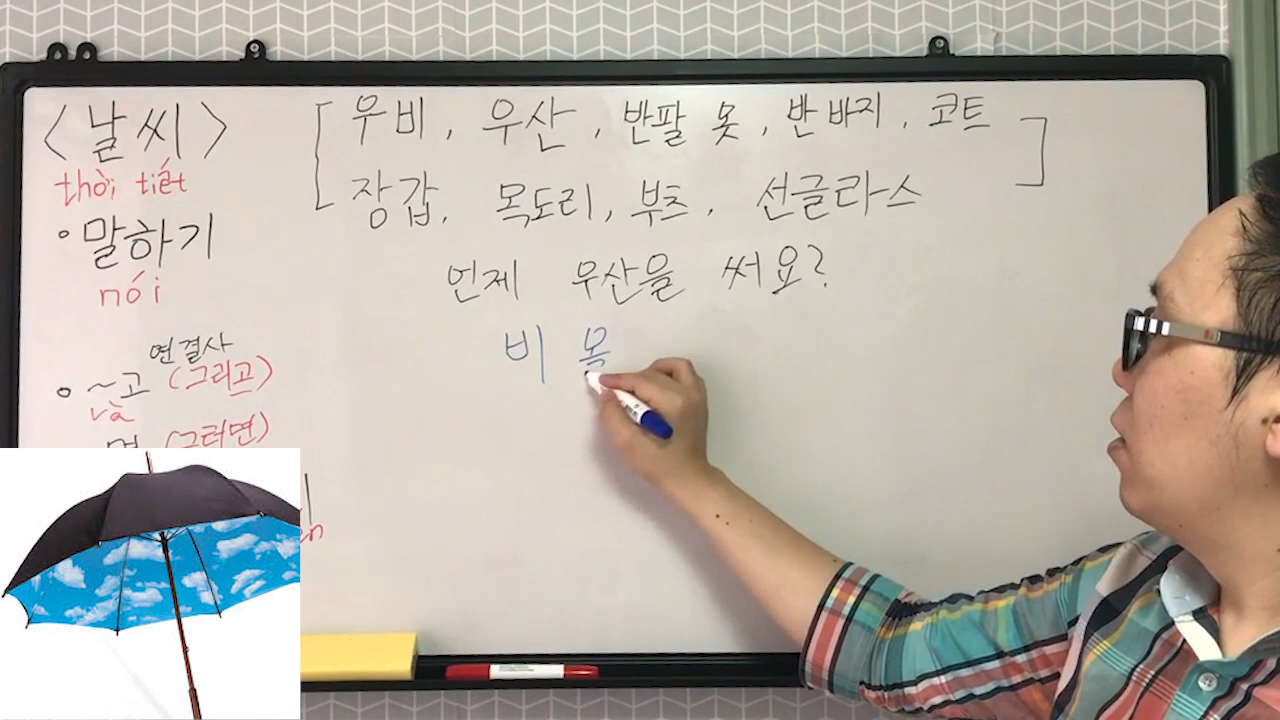 <날씨>
thời tiết
• 말하기
nói
연결사
• ~고 (그리고)
và
(그러면)
[우비, 우산, 반팔 옷, 반바지, 코트
장갑, 목도리, 부츠, 선글라스]
언제 우산을 써요?
비 올